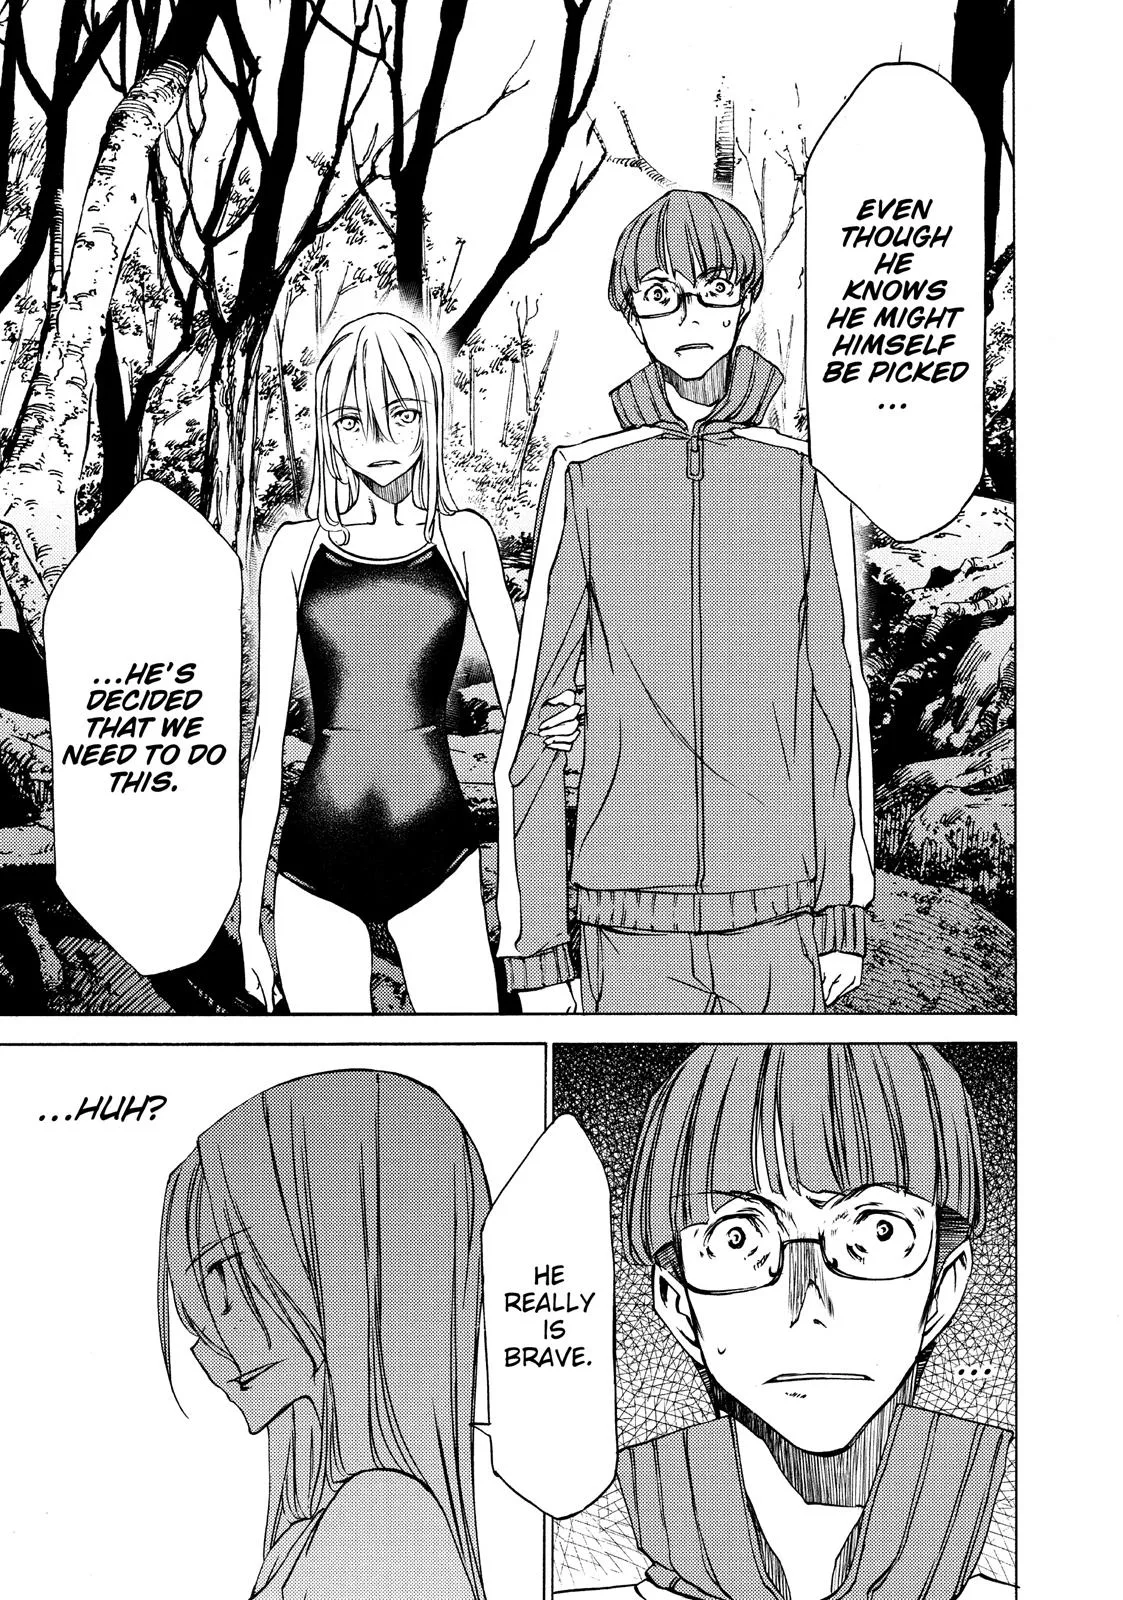 EVEN
THOUGH
HE
KNOWS
HE MIGHT
HIMSELF
BE PICKED
...
...HE'S
DECIDED
THAT WE
NEED TO DO
THIS.
...
HE
REALLY
IS
BRAVE.
...HUH?